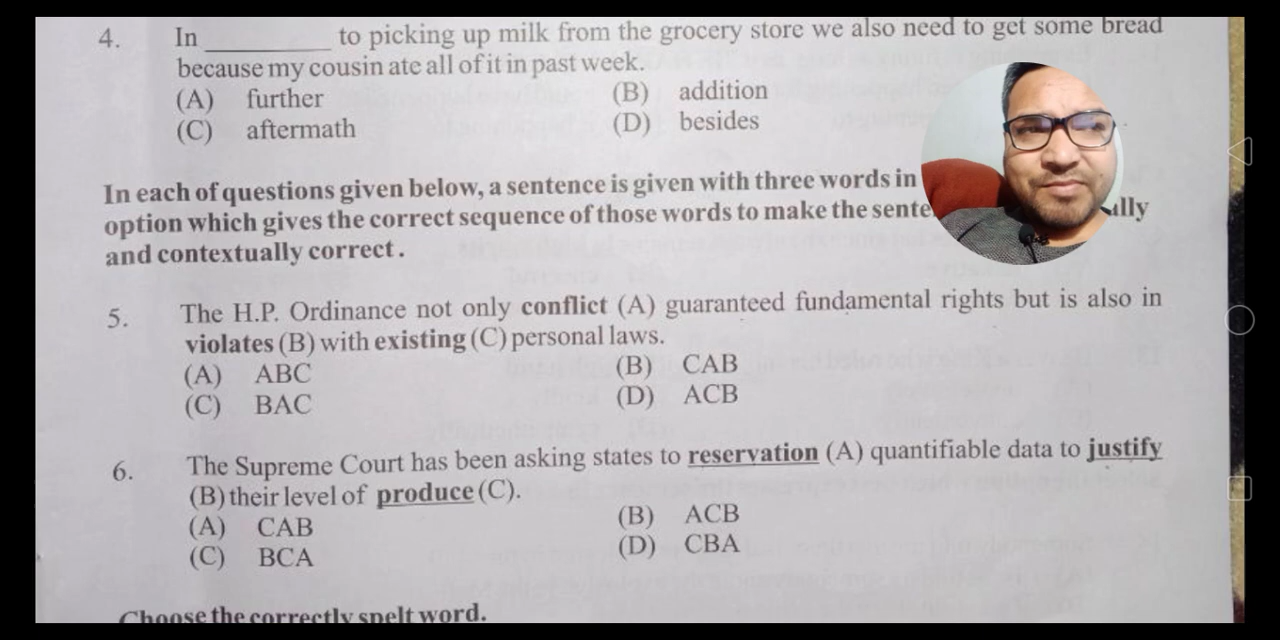 4. In __________ to picking up milk from the grocery store we also need to get some bread
because my cousin ate all of it in past week.
(A) further (B) addition
(C) aftermath (D) besides
In each of questions given below, a sentence is given with three words in
option which gives the correct sequence of those words to make the
and contextually correct.
5. The H.P. Ordinance not only conflict (A) guaranteed fundamental rights but is also in
violates (B) with existing (C) personal laws.
(A) ABC (B) CAB
(C) BAC (D) ACB
6. The Supreme Court has been asking states to reservation (A) quantifiable data to justify
(B) their level of produce (C).
(A) CAB (B) ACB
(C) BCA (D) CBA
Choose the correctly spelt word.